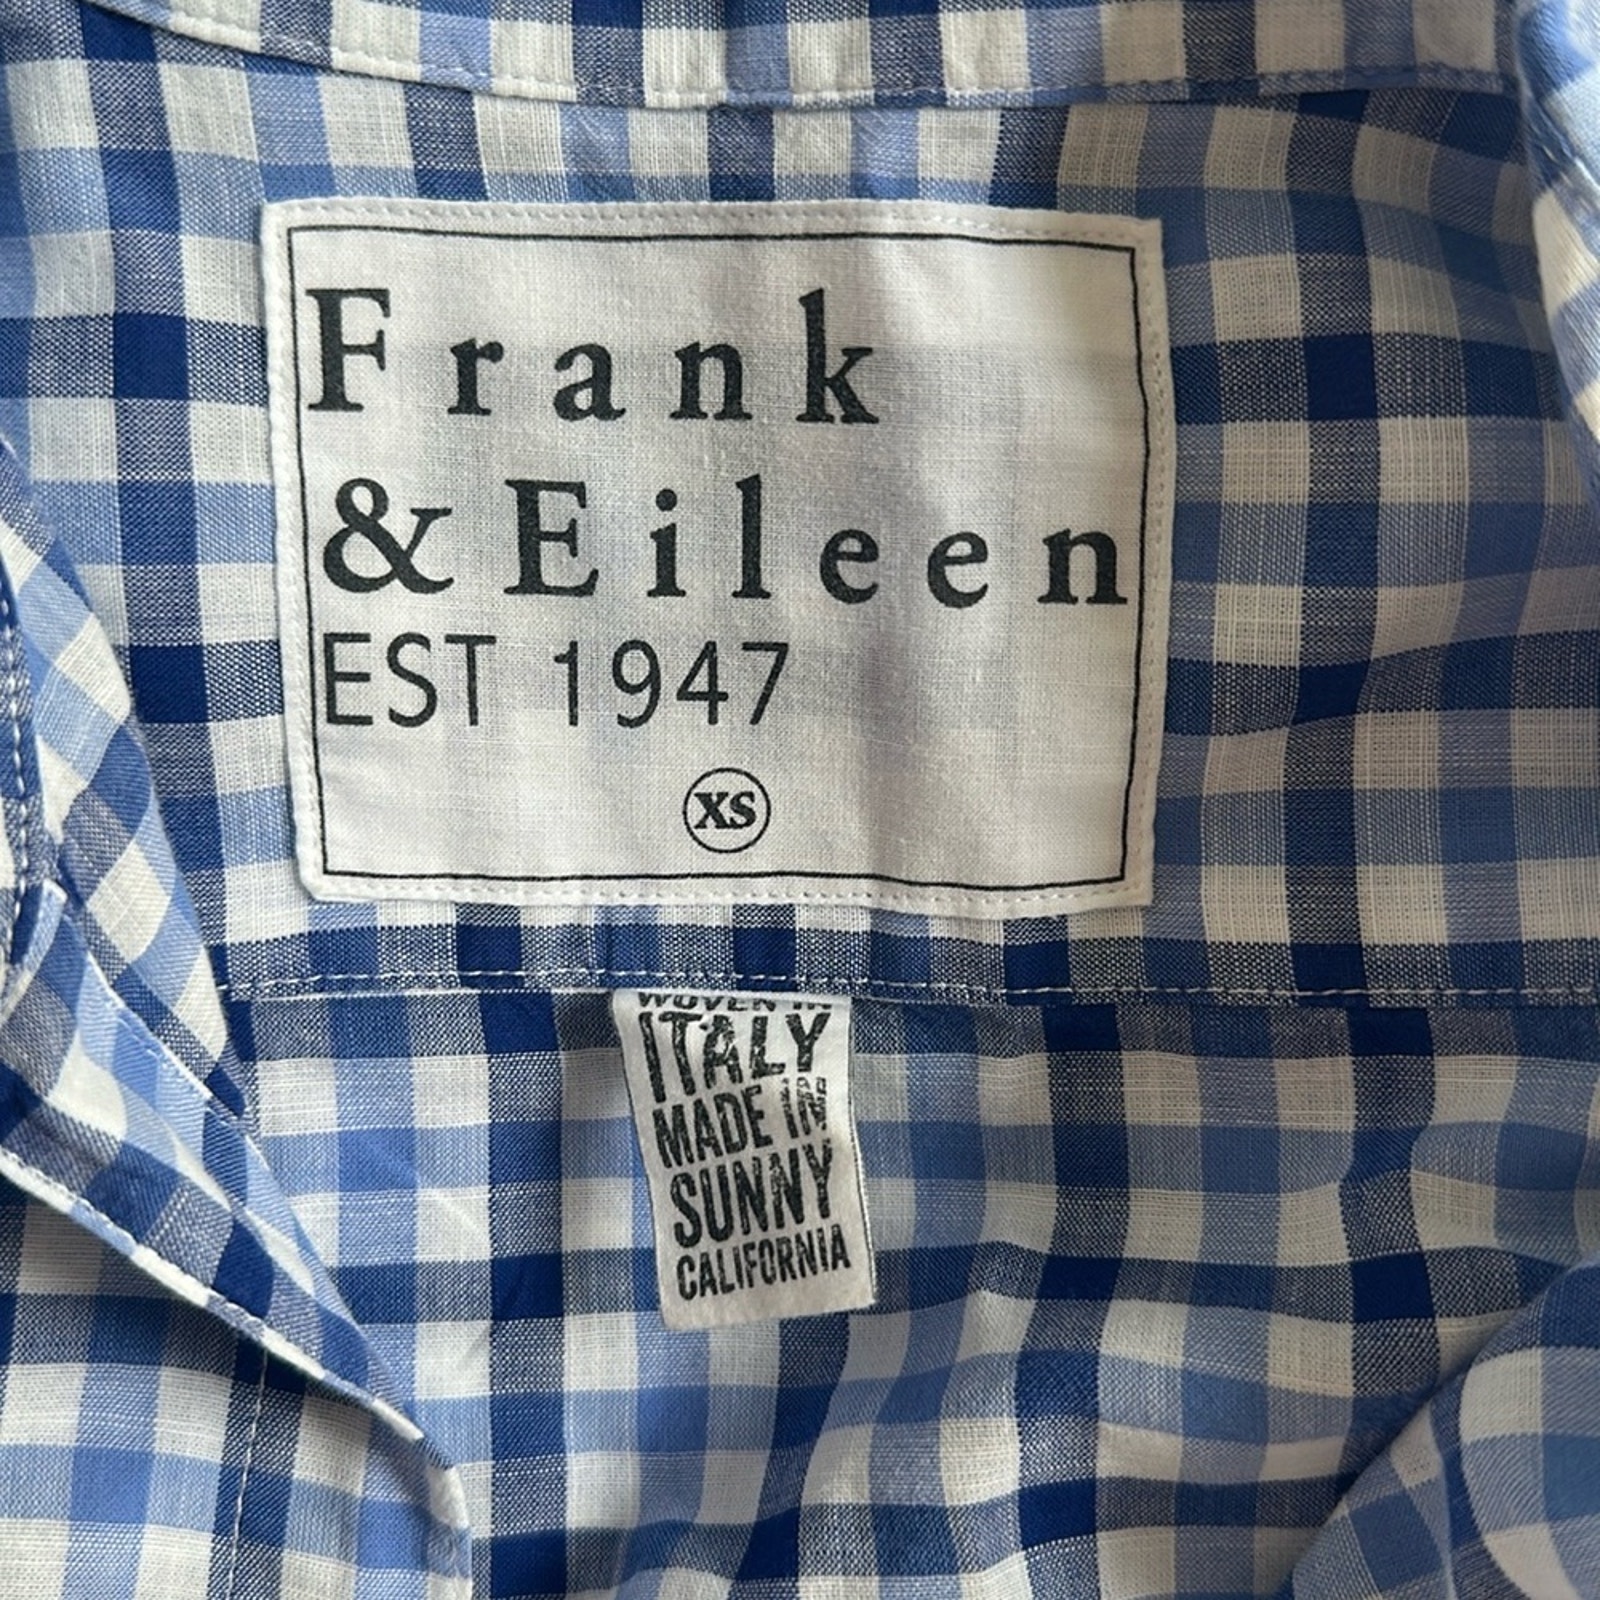 Frank
& Eileen
EST 1947
XS
WOVEN IN
ITALY
MADE IN
SUNNY
CALIFORNIA